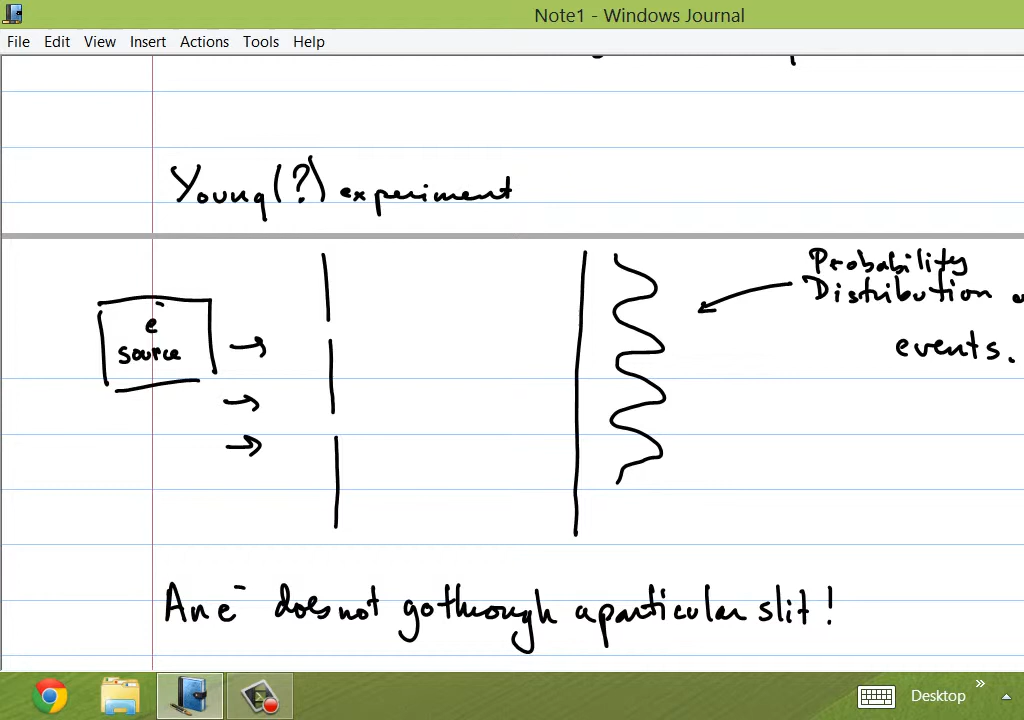 Note1 - Windows Journal
File Edit View Insert Actions Tools Help
Young(?) experiment
Probability
Distribution
events.
e⁻
source
An e⁻ does not go through a particular slit!
Desktop